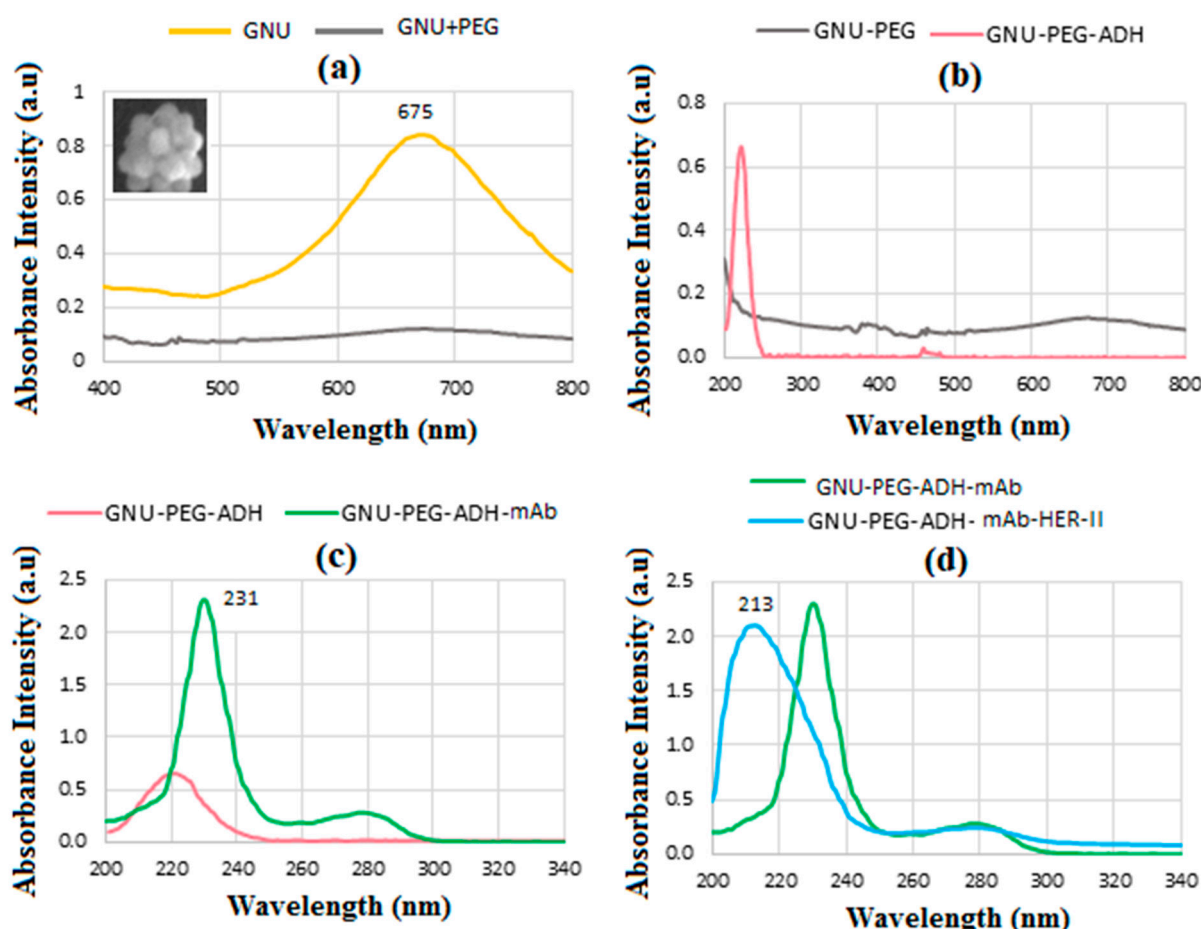 GNU GNU+PEG
(a)
Absorbance Intensity (a.u)
1
0.8
0.6
0.4
0.2
0
675
400 500 600 700 800
Wavelength (nm)
GNU-PEG GNU-PEG-ADH
(b)
Absorbance Intensity (a.u)
0.8
0.6
0.4
0.2
0.0
200 300 400 500 600 700 800
Wavelength (nm)
GNU-PEG-ADH GNU-PEG-ADH-mAb
(c)
Absorbance Intensity (a.u)
2.5
2.0
1.5
1.0
0.5
0.0
231
200 220 240 260 280 300 320 340
Wavelength (nm)
GNU-PEG-ADH-mAb
GNU-PEG-ADH- mAb-HER-II
(d)
Absorbance Intensity (a.u)
2.5
2.0
1.5
1.0
0.5
0.0
213
200 220 240 260 280 300 320 340
Wavelength (nm)